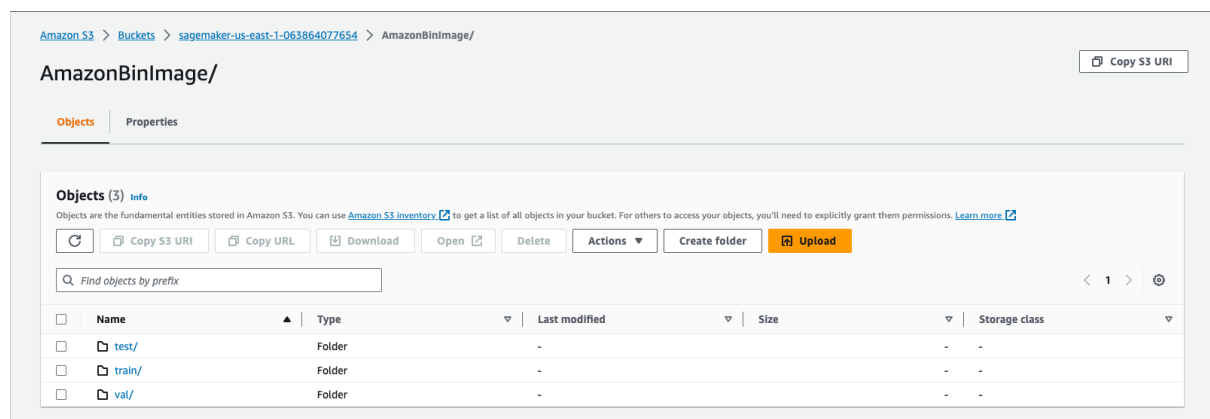 Amazon S3 > Buckets > sagemaker-us-east-1-063864077654 > AmazonBinImage/
AmazonBinImage/
Copy S3 URI
Objects
Properties
Objects (3) Info
Objects are the fundamental entities stored in Amazon S3. You can use Amazon S3 inventory to get a list of all objects in your bucket. For others to access your objects, you'll need to explicitly grant them permissions. Learn more
Copy S3 URI Copy URL Download Open Delete Actions Create folder Upload
Find objects by prefix
< 1 >
Name Type Last modified Size Storage class
test/ Folder - - -
train/ Folder - - -
val/ Folder - - -